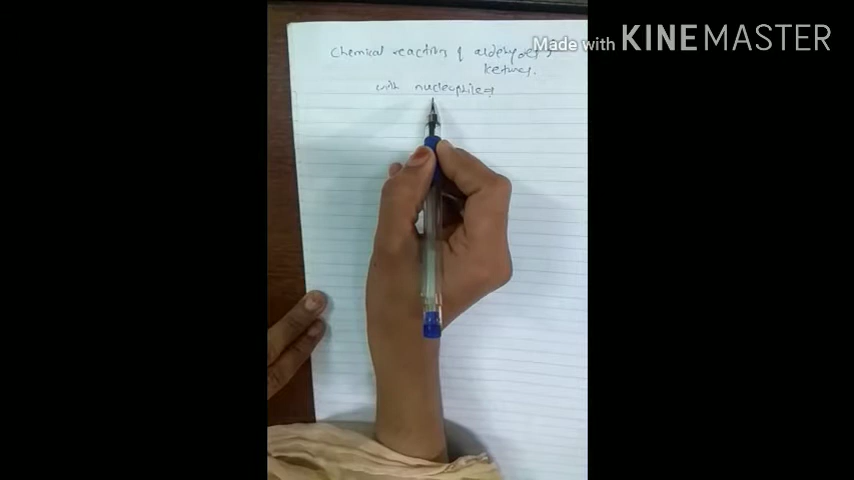 Chemical reaction of aldehydes &
ketones.
with nucleophiles
Made with KINEMASTER